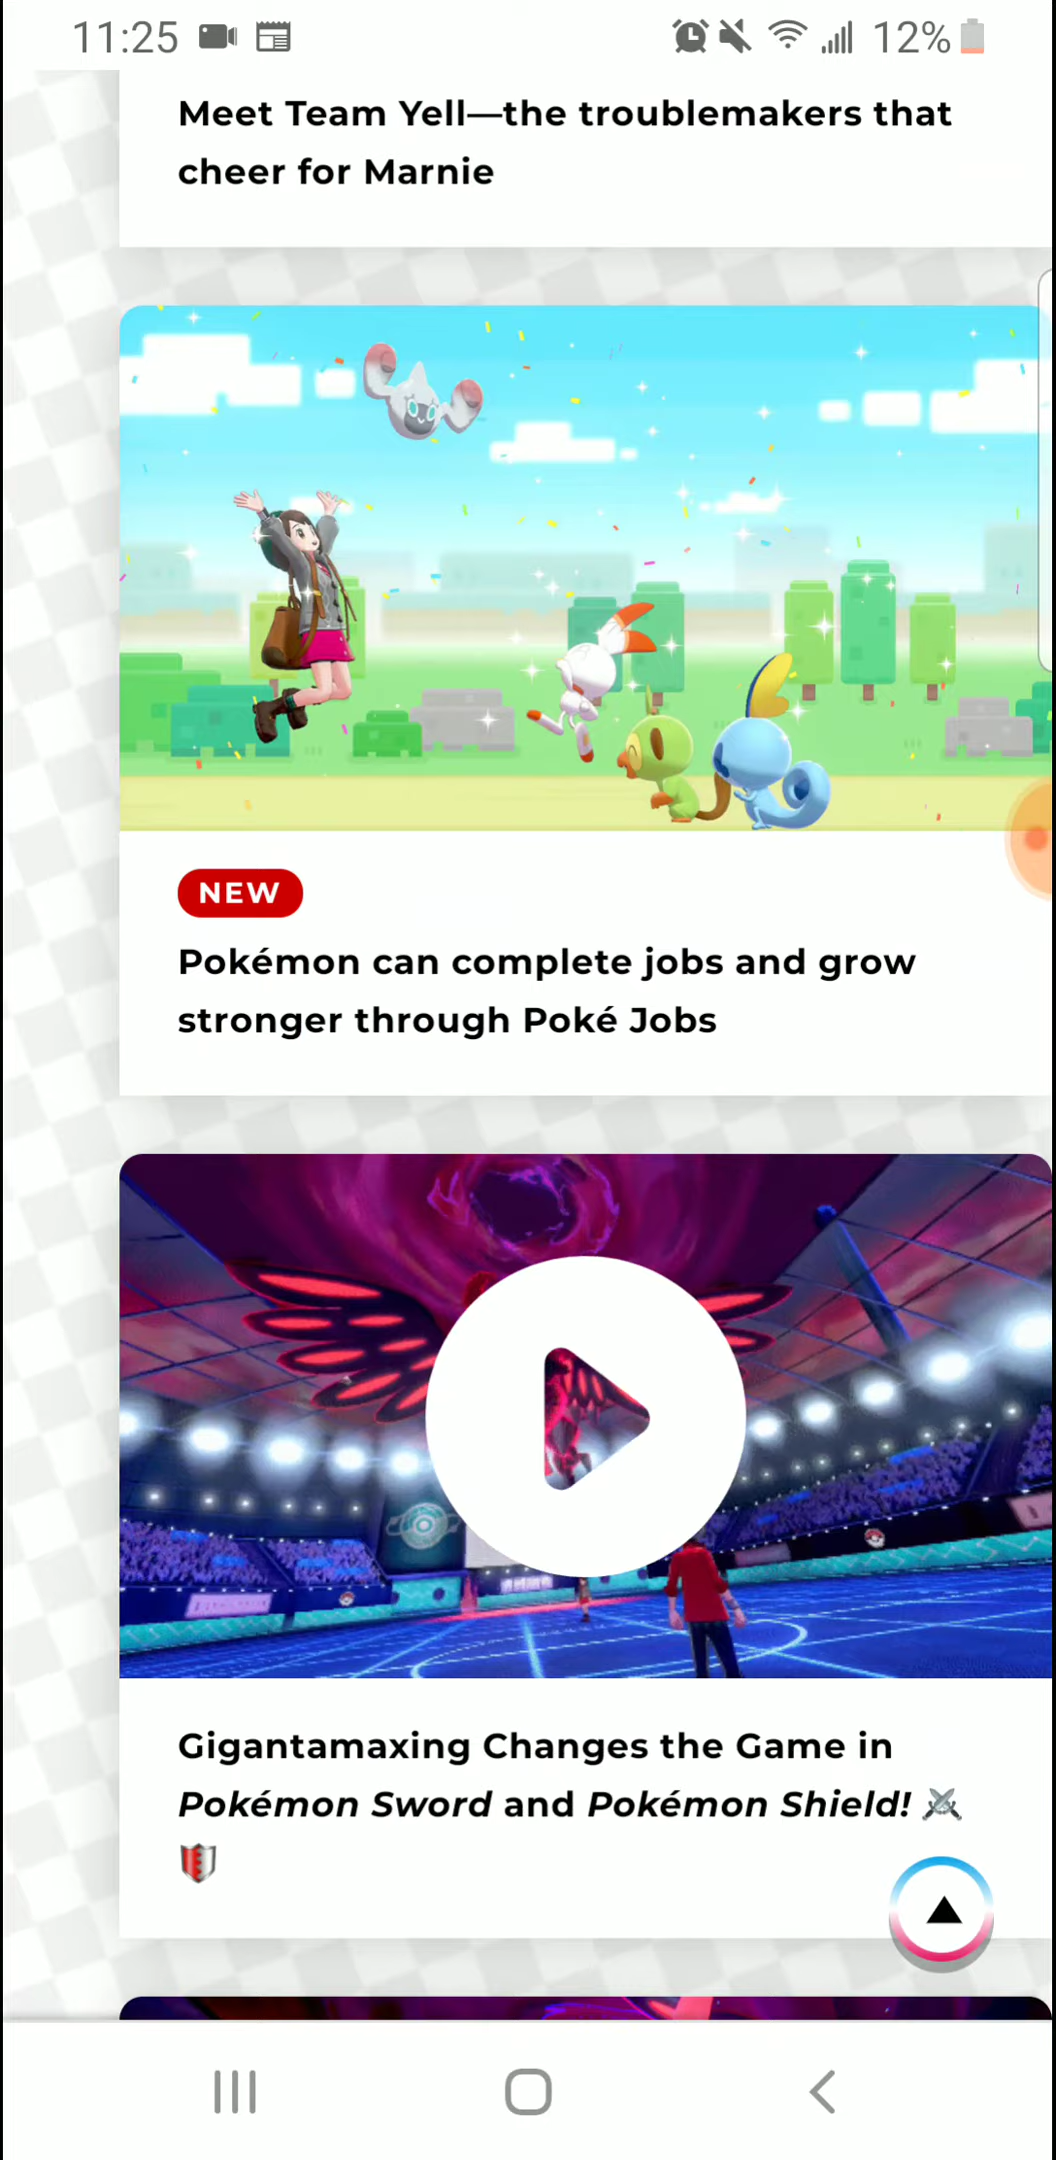 11:25
12%
Meet Team Yell—the troublemakers that
cheer for Marnie
NEW
Pokémon can complete jobs and grow
stronger through Poké Jobs
Gigantamaxing Changes the Game in
Pokémon Sword and Pokémon Shield! ⚔️
🛡️